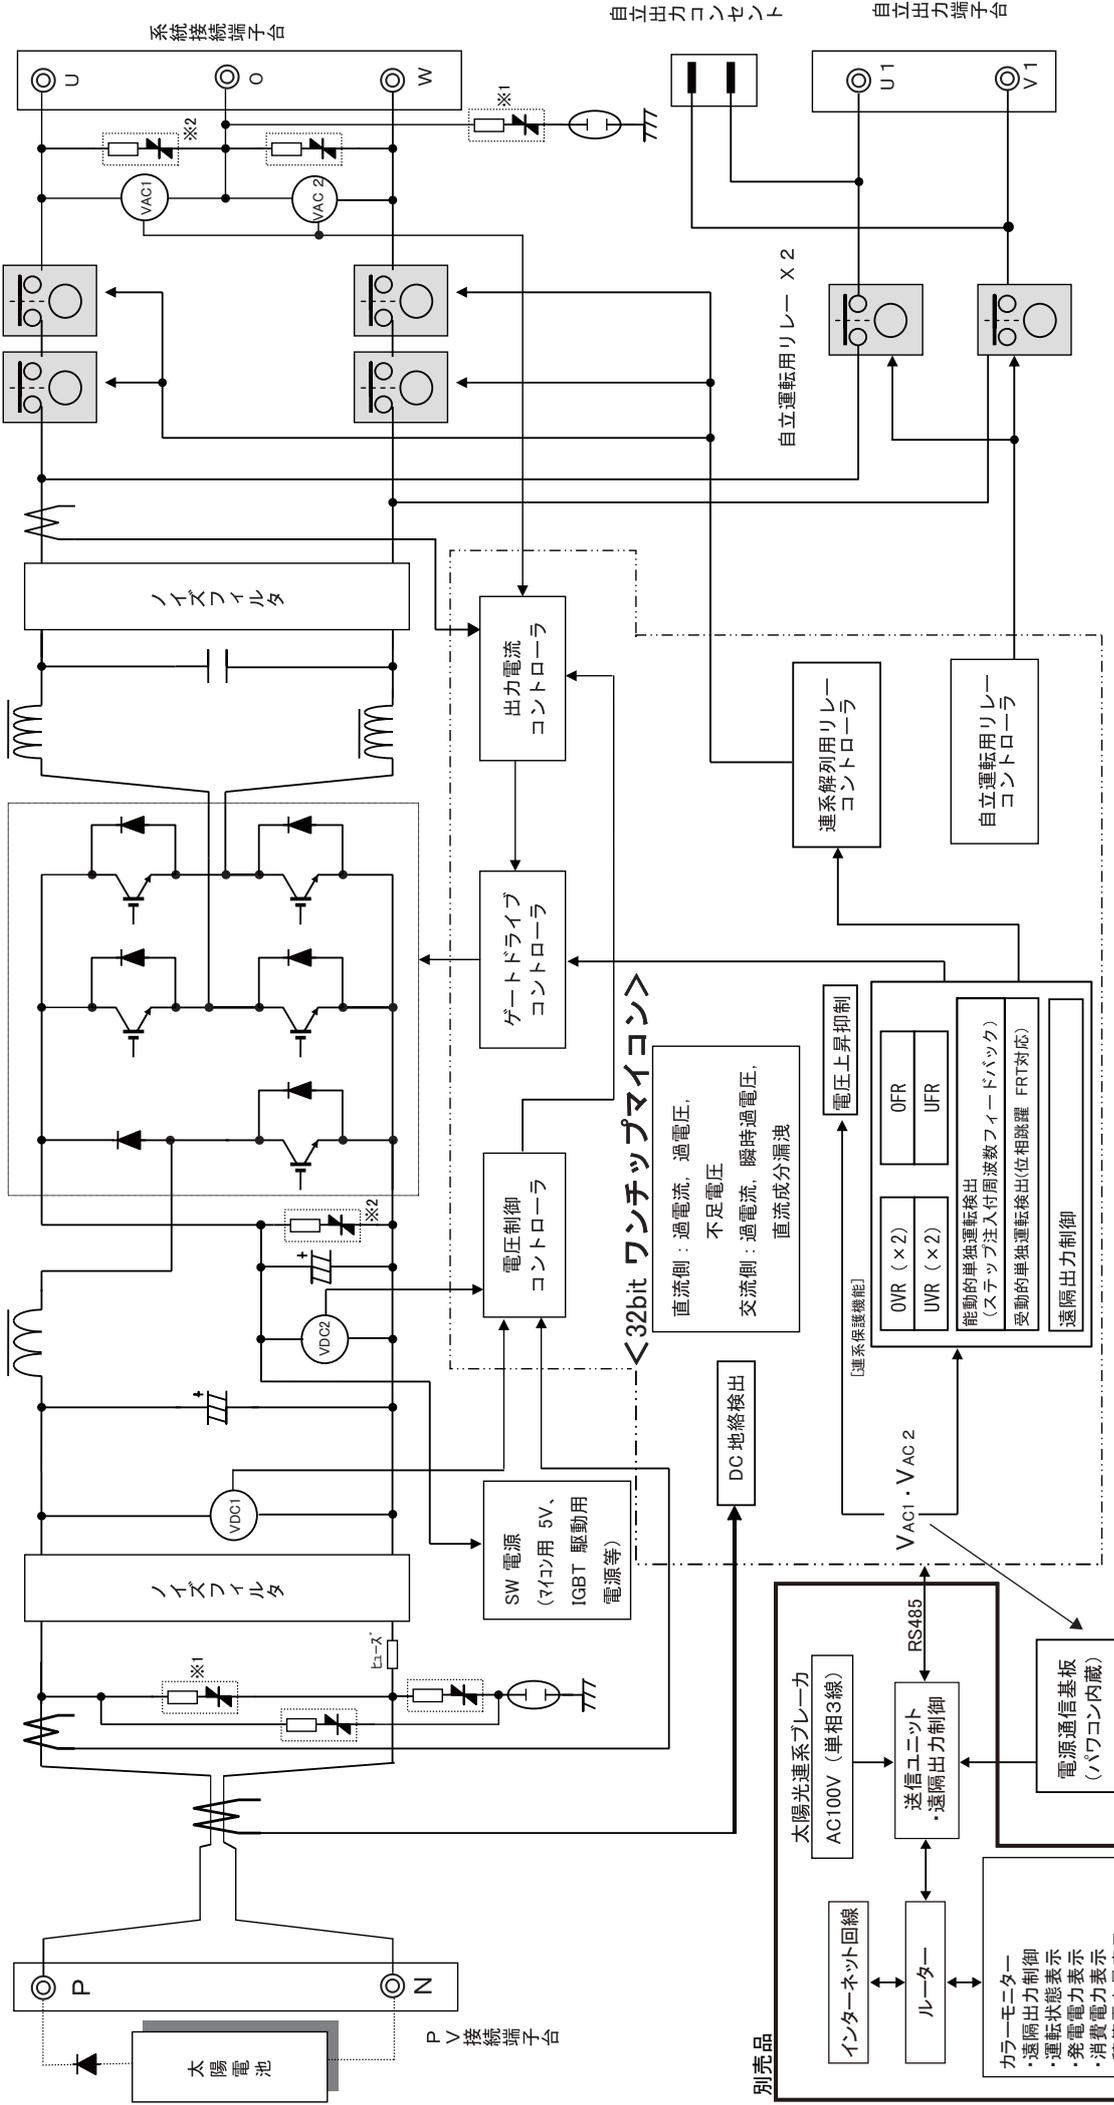 太陽電池
PV接続端子台
P
N
※1
ヒューズ
ノイズフィルタ
VDC1
VDC2
※2
ノイズフィルタ
VAC1
VAC 2
※2
※1
系統接続端子台
U
O
W
自立出力コンセント
自立出力端子台
U1
V1
自立運転用リレー X 2
SW 電源
(マイコン用 5V、
IGBT 駆動用
電源等)
電圧制御
コントローラ
ゲートドライブ
コントローラ
出力電流
コントローラ
<32bit ワンチップマイコン>
DC 地絡検出
直流側：過電流，過電圧，
不足電圧
交流側：過電流，瞬時過電圧，
直流成分漏洩
連系解列用リレー
コントローラ
自立運転用リレー
コントローラ
電圧上昇抑制
[連系保護機能]
VAC1・VAC 2
OVR（×2）
OFR
UVR（×2）
UFR
能動的単独運転検出
(ステップ注入付周波数フィードバック)
受動的単独運転検出(位相跳躍 FRT対応)
遠隔出力制御
別売品
太陽光連系ブレーカ
AC100V（単相3線）
RS485
インターネット回線
ルーター
送信ユニット
・遠隔出力制御
電源通信基板
(パワコン内蔵)
カラーモニター
・遠隔出力制御
・運転状態表示
・発電電力表示
・消費電力表示